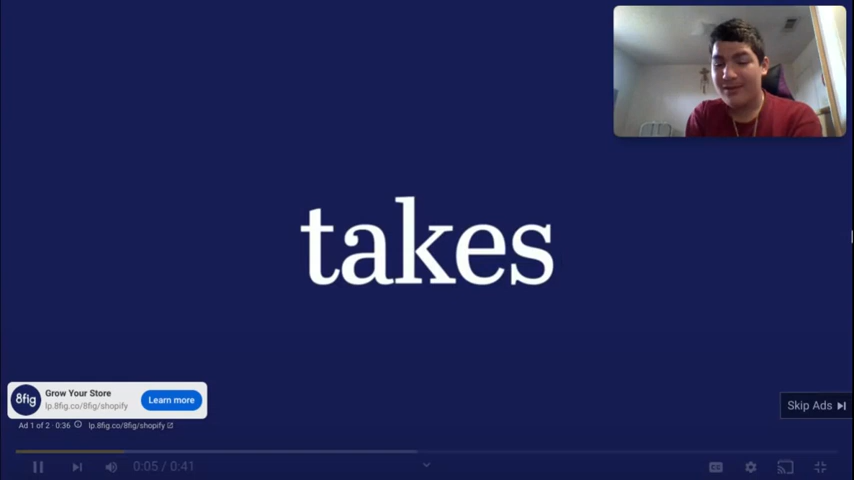 takes
8fig
Grow Your Store
lp.8fig.co/8fig/shopify
Learn more
Skip Ads
Ad 1 of 2 · 0:36 lp.8fig.co/8fig/shopify
0:05 / 0:41
CC